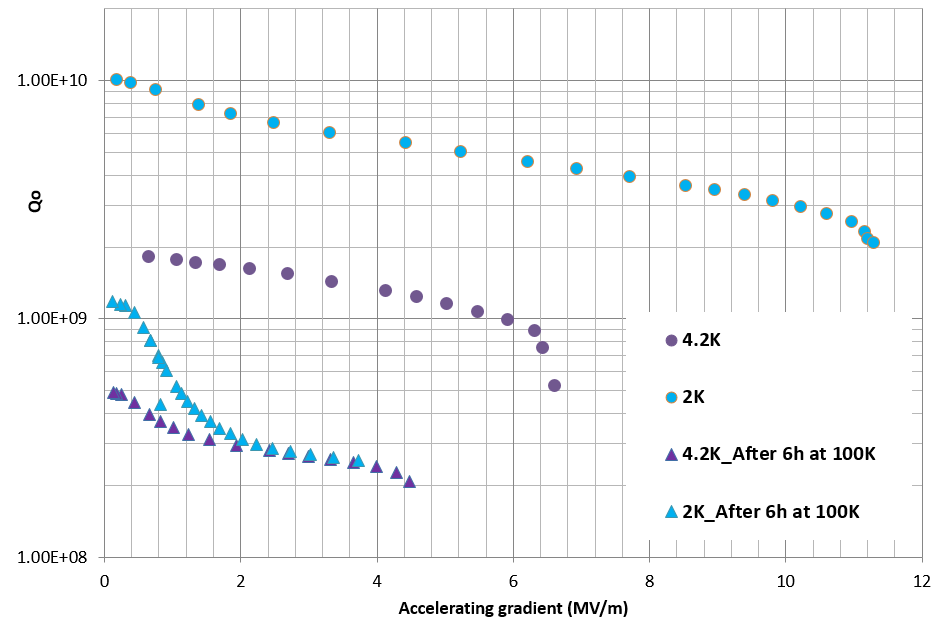 1.00E+10
Qo
1.00E+09
4.2K
2K
4.2K_After 6h at 100K
2K_After 6h at 100K
1.00E+08
0 2 4 6 8 10 12
Accelerating gradient (MV/m)